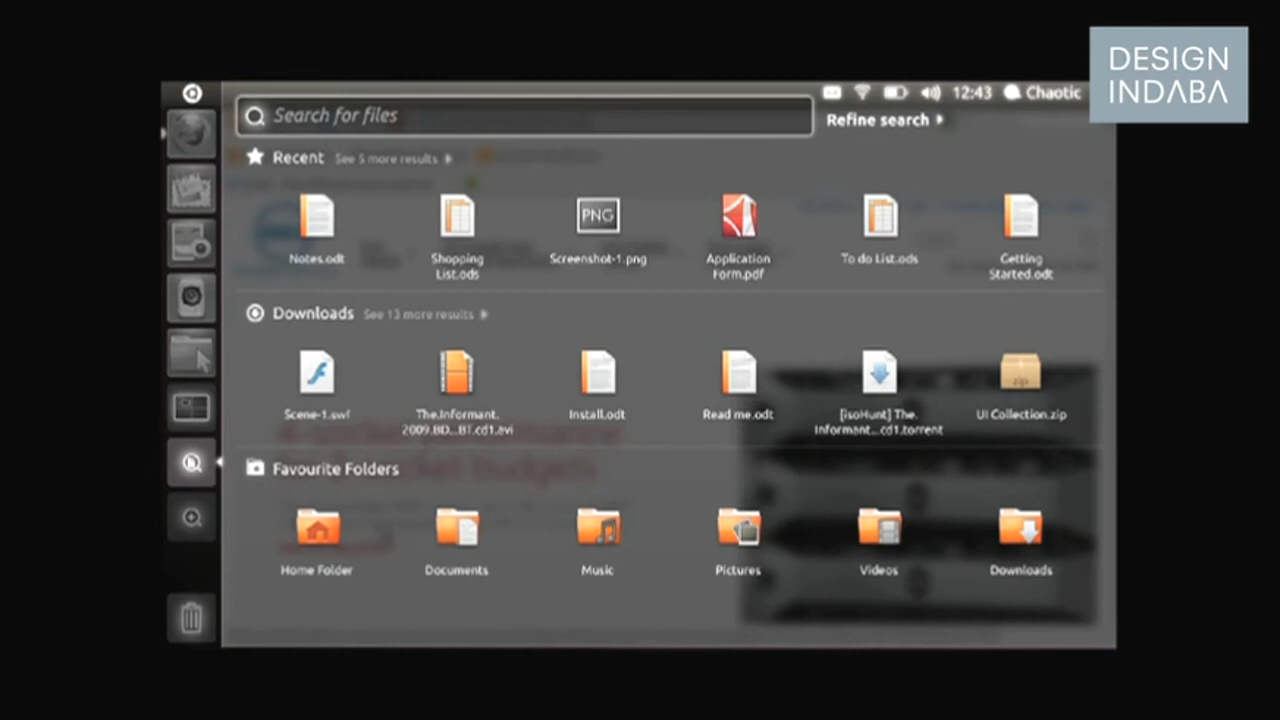 DESIGN
INDABA
12:43 Chaotic
Search for files
Refine search
Recent See 5 more results
Notes.odt
Shopping
List.ods
PNG
Screenshot-1.png
Application
Form.pdf
To do List.ods
Getting
Started.odt
Downloads See 13 more results
Scene-1.swf
The.Informant.
2009.BD...BT.cd1.avi
Install.odt
Read me.odt
[isoHunt] The.
Informant...cd1.torrent
zip
UI Collection.zip
Favourite Folders
Home Folder
Documents
Music
Pictures
Videos
Downloads